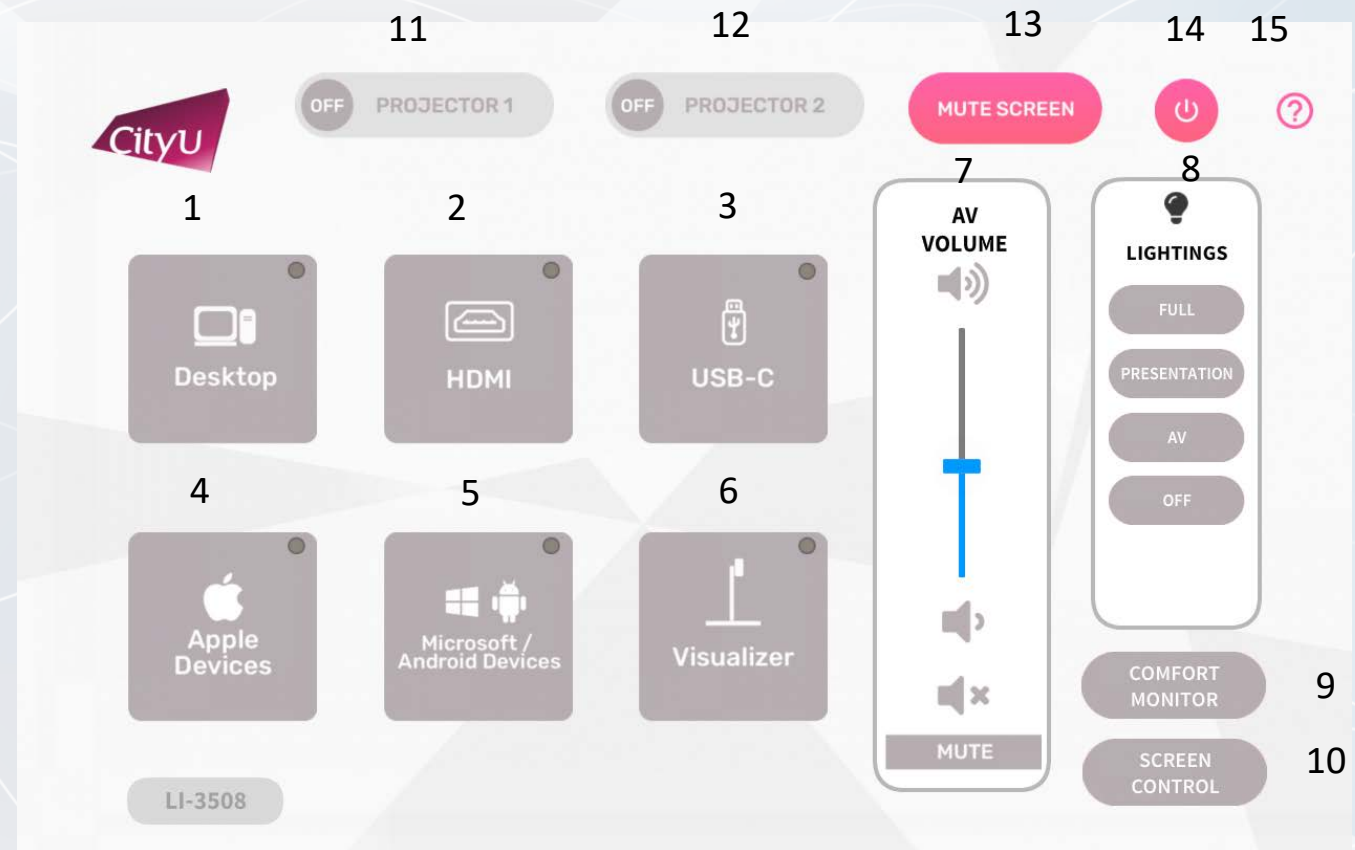 11
12
13
14
15
OFF PROJECTOR 1
OFF PROJECTOR 2
MUTE SCREEN
CityU
1
2
3
7
8
AV
VOLUME
LIGHTINGS
FULL
PRESENTATION
AV
OFF
Desktop
HDMI
USB-C
4
5
6
Apple
Devices
Microsoft /
Android Devices
Visualizer
MUTE
COMFORT
MONITOR
9
SCREEN
CONTROL
10
LI-3508